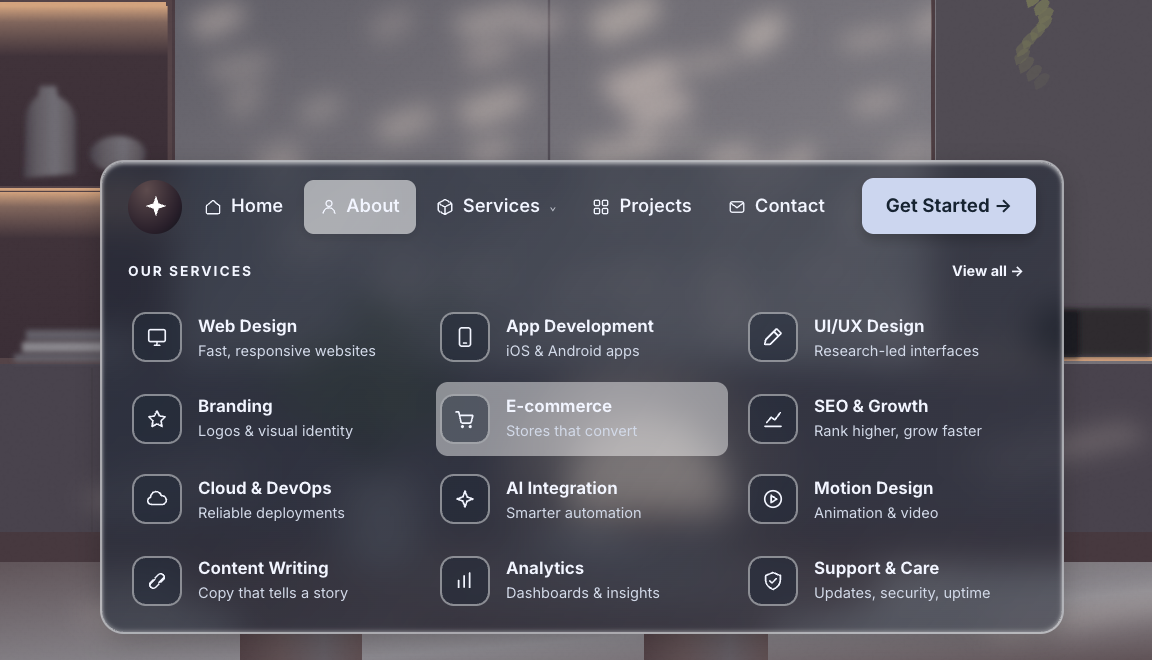 Home About Services Projects Contact Get Started →
OUR SERVICES View all →
Web Design App Development UI/UX Design
Fast, responsive websites iOS & Android apps Research-led interfaces
Branding E-commerce SEO & Growth
Logos & visual identity Stores that convert Rank higher, grow faster
Cloud & DevOps AI Integration Motion Design
Reliable deployments Smarter automation Animation & video
Content Writing Analytics Support & Care
Copy that tells a story Dashboards & insights Updates, security, uptime